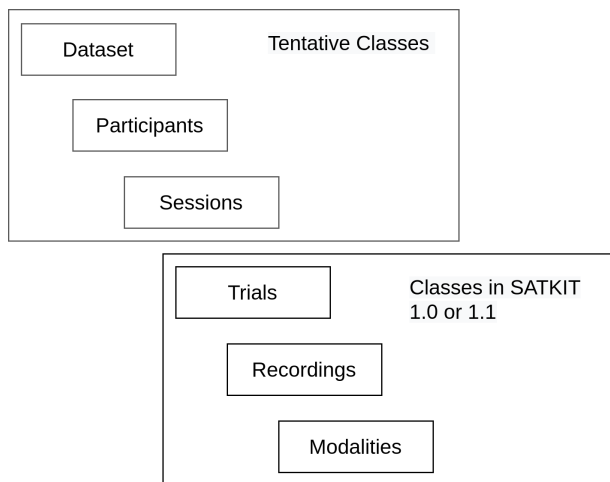 Dataset
Tentative Classes
Participants
Sessions
Trials
Classes in SATKIT
1.0 or 1.1
Recordings
Modalities